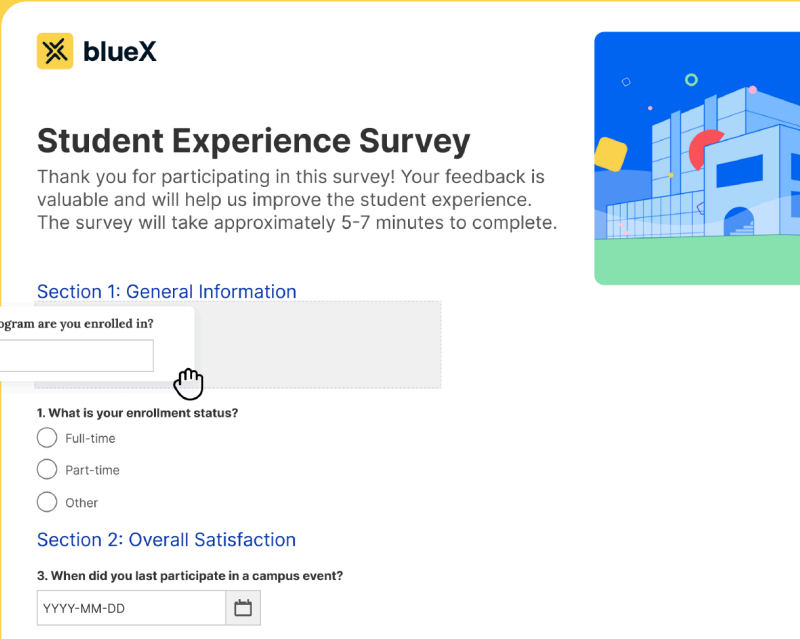 blueX
Student Experience Survey
Thank you for participating in this survey! Your feedback is
valuable and will help us improve the student experience.
The survey will take approximately 5-7 minutes to complete.
Section 1: General Information
are you enrolled in?
1. What is your enrollment status?
Full-time
Part-time
Other
Section 2: Overall Satisfaction
3. When did you last participate in a campus event?
YYYY-MM-DD